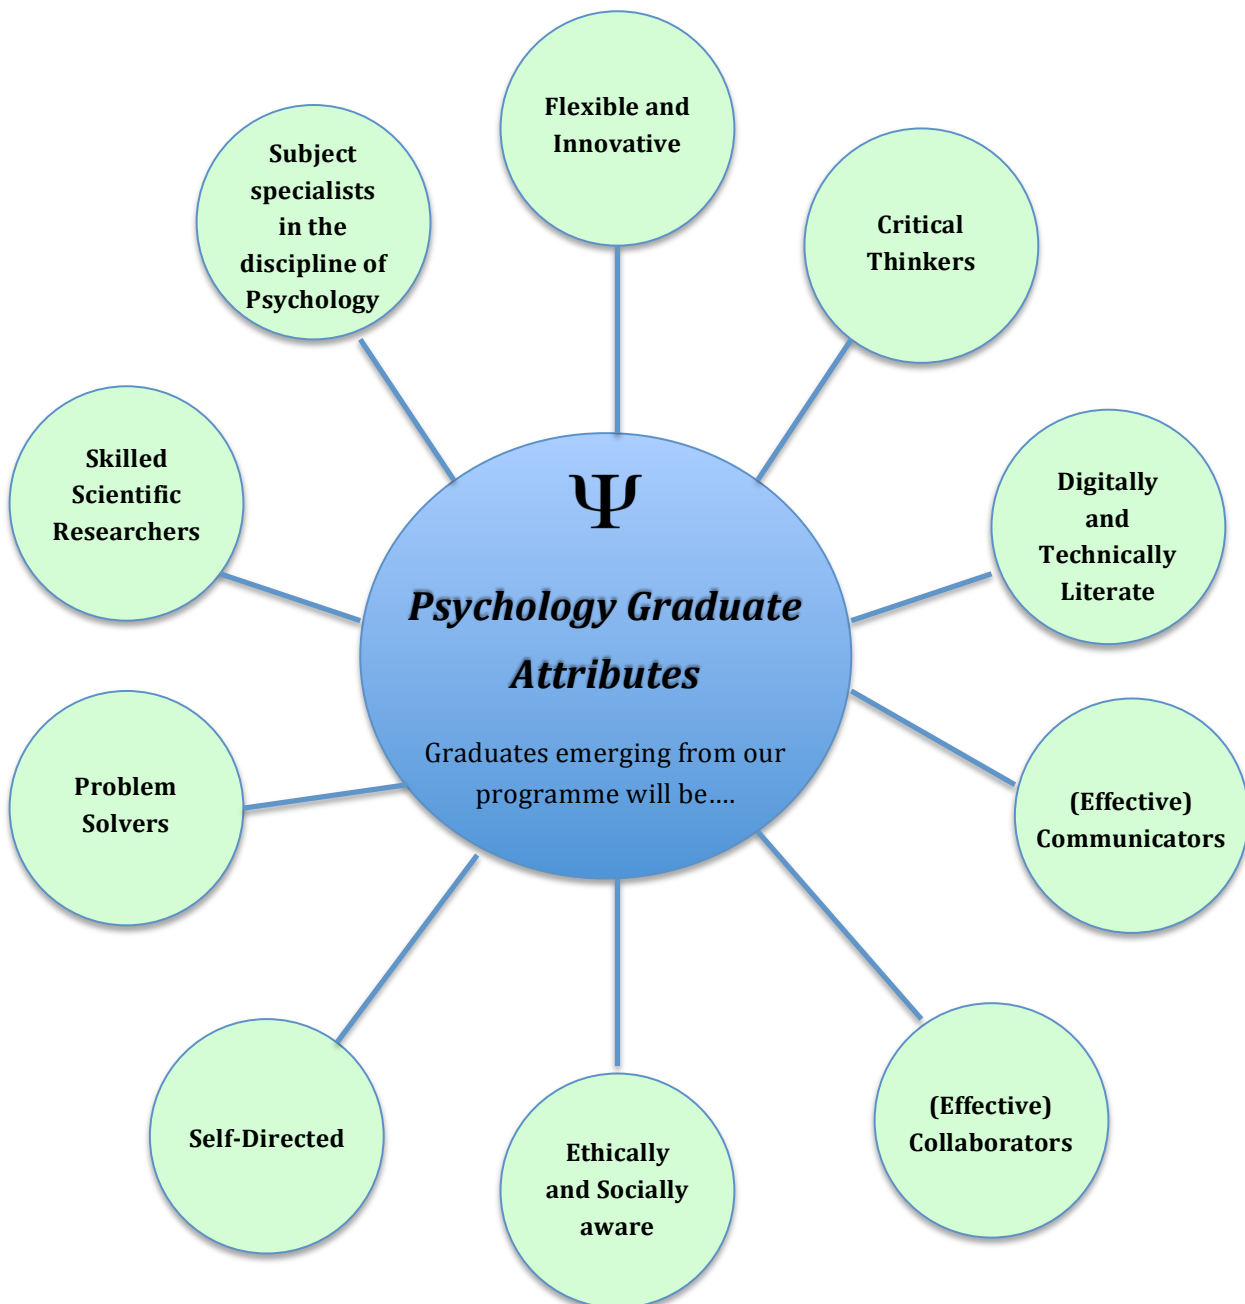 Flexible and
Innovative
Critical
Thinkers
Digitally
and
Technically
Literate
(Effective)
Communicators
(Effective)
Collaborators
Ethically
and Socially
aware
Self-Directed
Problem
Solvers
Skilled
Scientific
Researchers
Subject
specialists
in the
discipline of
Psychology
Ψ
Psychology Graduate
Attributes
Graduates emerging from our
programme will be....